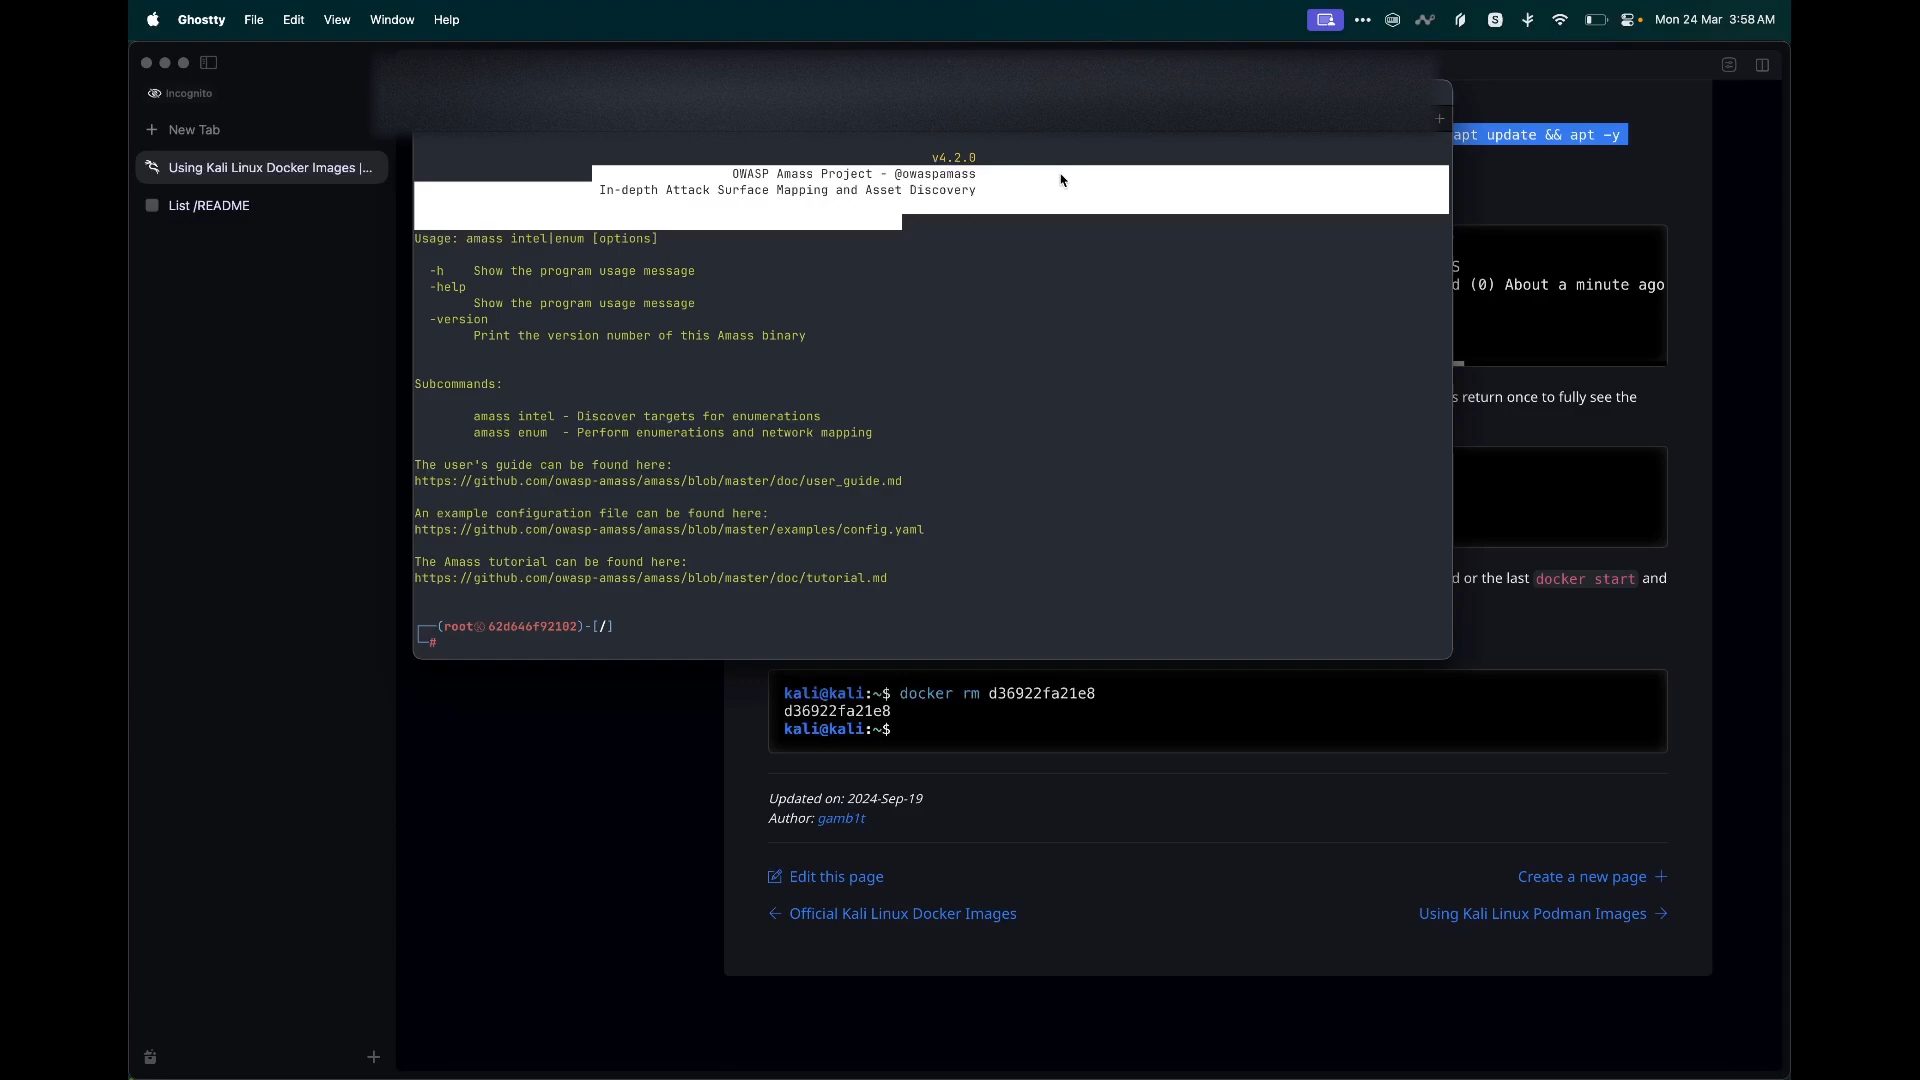 Ghostty File Edit View Window Help
Mon 24 Mar 3:58 AM
Incognito
New Tab
Using Kali Linux Docker Images |...
List /README
apt update && apt -y
v4.2.0
OWASP Amass Project - @owaspamass
In-depth Attack Surface Mapping and Asset Discovery
Usage: amass intel|enum [options]
-h Show the program usage message
-help
Show the program usage message
-version
Print the version number of this Amass binary
Subcommands:
amass intel - Discover targets for enumerations
amass enum - Perform enumerations and network mapping
The user's guide can be found here:
https://github.com/owasp-amass/amass/blob/master/doc/user_guide.md
An example configuration file can be found here:
https://github.com/owasp-amass/amass/blob/master/examples/config.yaml
The Amass tutorial can be found here:
https://github.com/owasp-amass/amass/blob/master/doc/tutorial.md
┌──(root㉿62d646f92102)-[/]
└─#
S
d (0) About a minute ago
s return once to fully see the
d or the last docker start and
kali@kali:~$ docker rm d36922fa21e8
d36922fa21e8
kali@kali:~$
Updated on: 2024-Sep-19
Author: gamb1t
Edit this page
Create a new page +
← Official Kali Linux Docker Images
Using Kali Linux Podman Images →